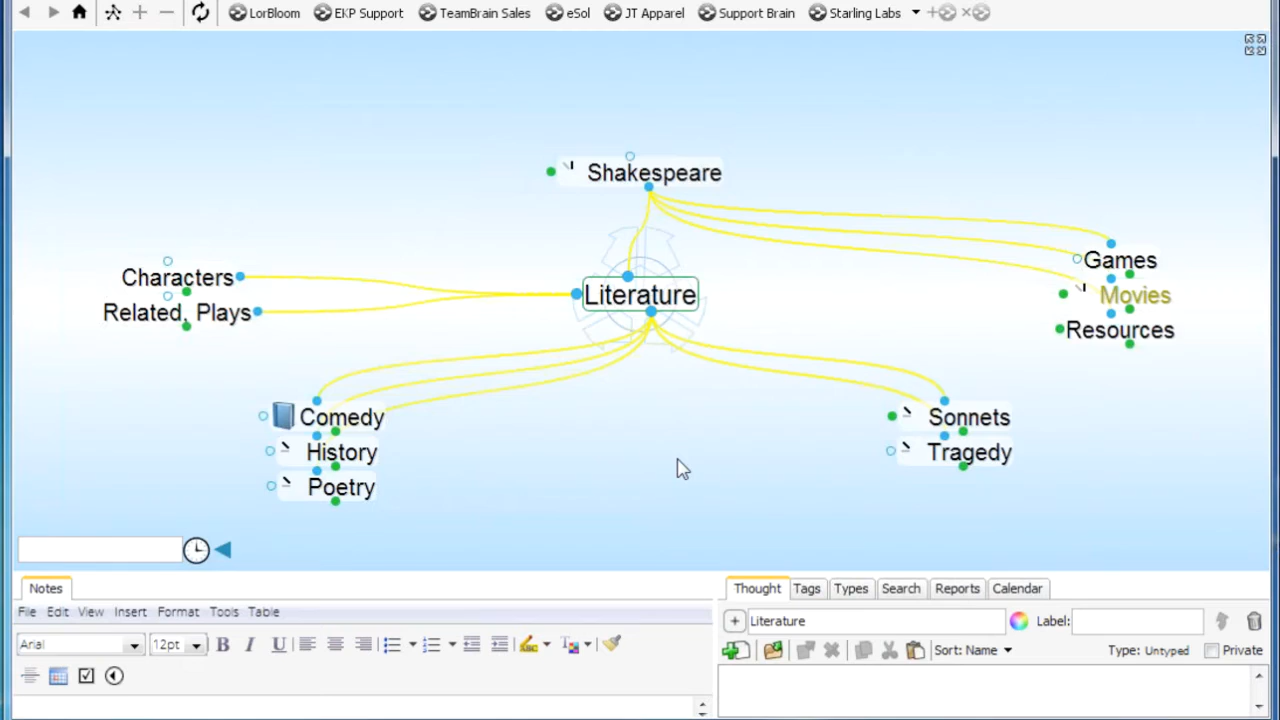 LorBloom EKP Support TeamBrain Sales eSol JT Apparel Support Brain Starling Labs
Shakespeare
Games
Characters
Literature
Movies
Related, Plays
Resources
Comedy
Sonnets
History
Tragedy
Poetry
Notes
Thought Tags Types Search Reports Calendar
File Edit View Insert Format Tools Table
Literature Label:
Arial 12pt B I U
Sort: Name Type: Untyped Private